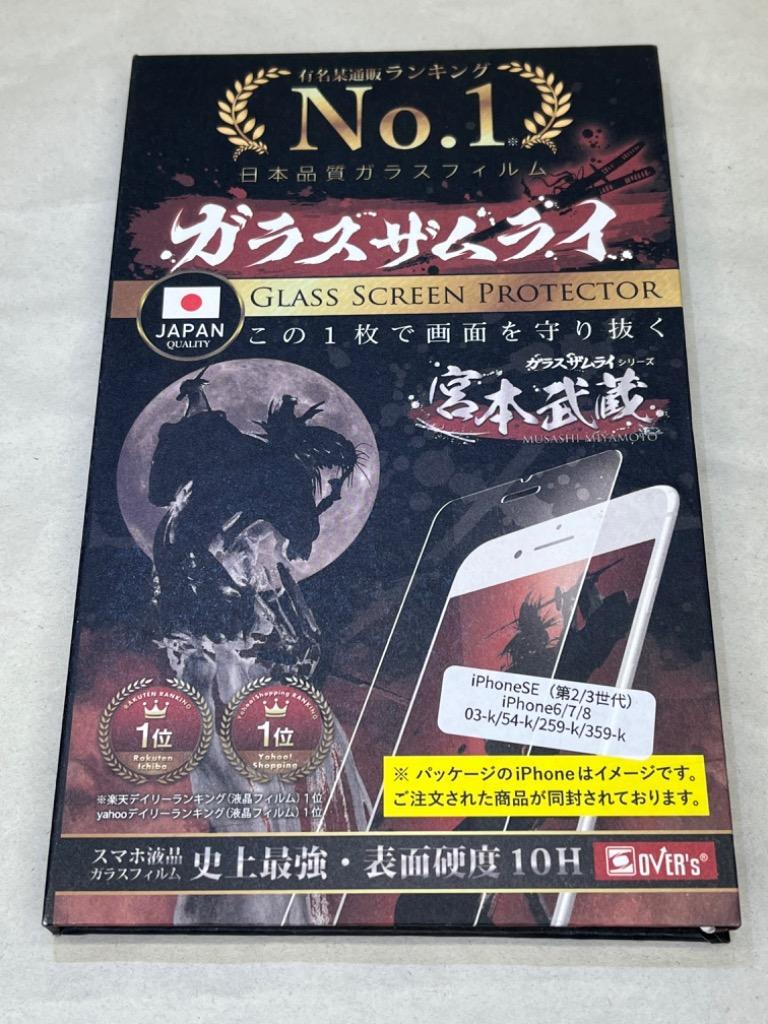 有名某通販ランキング
No.1※
日本品質ガラスフィルム
ガラスザムライ
JAPAN
QUALITY
GLASS SCREEN PROTECTOR
この1枚で画面を守り抜く
ガラスザムライシリーズ
宮本武蔵
MUSASHI MIYAMOTO
iPhoneSE（第2/3世代）
iPhone6/7/8
03-k/54-k/259-k/359-k
RAKUTEN RANKING
1位
Rakuten
Ichiba
Yahoo!Shopping RANKING
1位
Yahoo!
Shopping
※ パッケージのiPhoneはイメージです。
ご注文された商品が同封されております。
※楽天デイリーランキング（液晶フィルム）1位
yahooデイリーランキング（液晶フィルム）1位
スマホ液晶
ガラスフィルム
史上最強・表面硬度10H
OVER's®